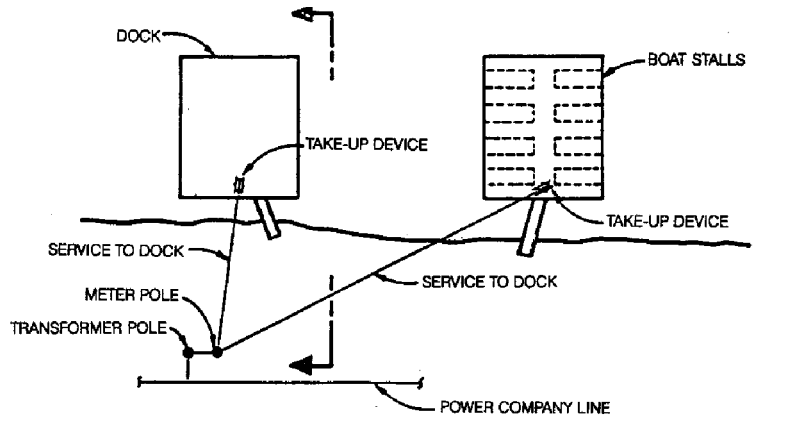 DOCK
BOAT STALLS
TAKE-UP DEVICE
TAKE-UP DEVICE
SERVICE TO DOCK
SERVICE TO DOCK
METER POLE
TRANSFORMER POLE
POWER COMPANY LINE